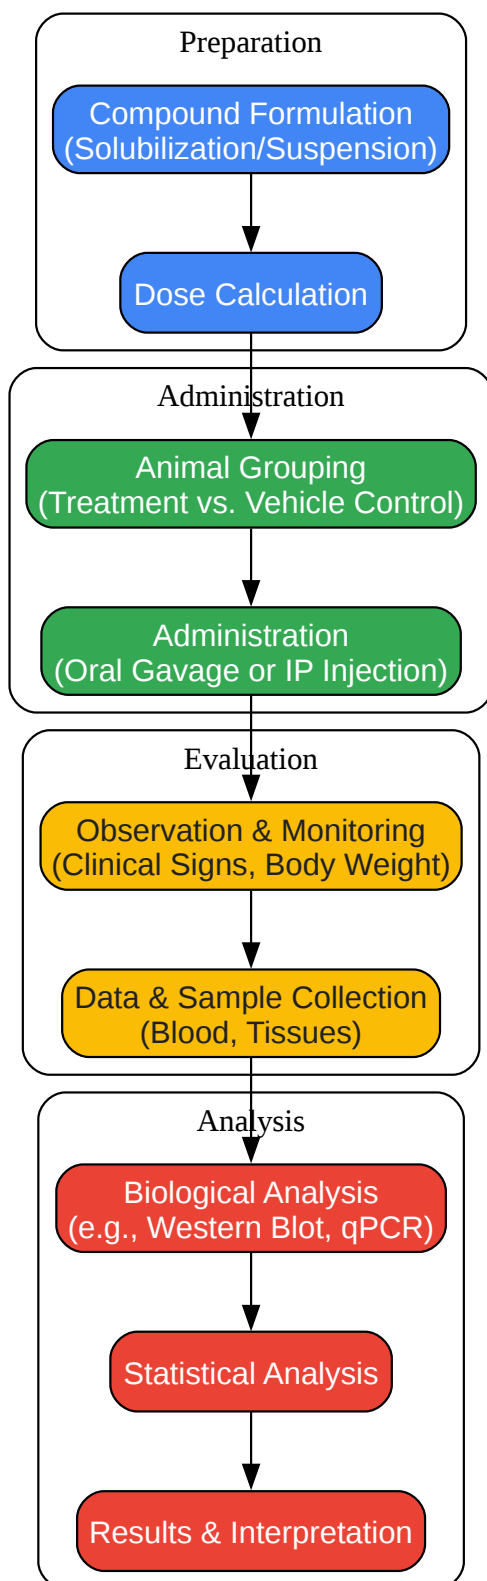 Preparation
Compound Formulation
(Solubilization/Suspension)
Dose Calculation
Administration
Animal Grouping
(Treatment vs. Vehicle Control)
Administration
(Oral Gavage or IP Injection)
Evaluation
Observation & Monitoring
(Clinical Signs, Body Weight)
Data & Sample Collection
(Blood, Tissues)
Analysis
Biological Analysis
(e.g., Western Blot, qPCR)
Statistical Analysis
Results & Interpretation